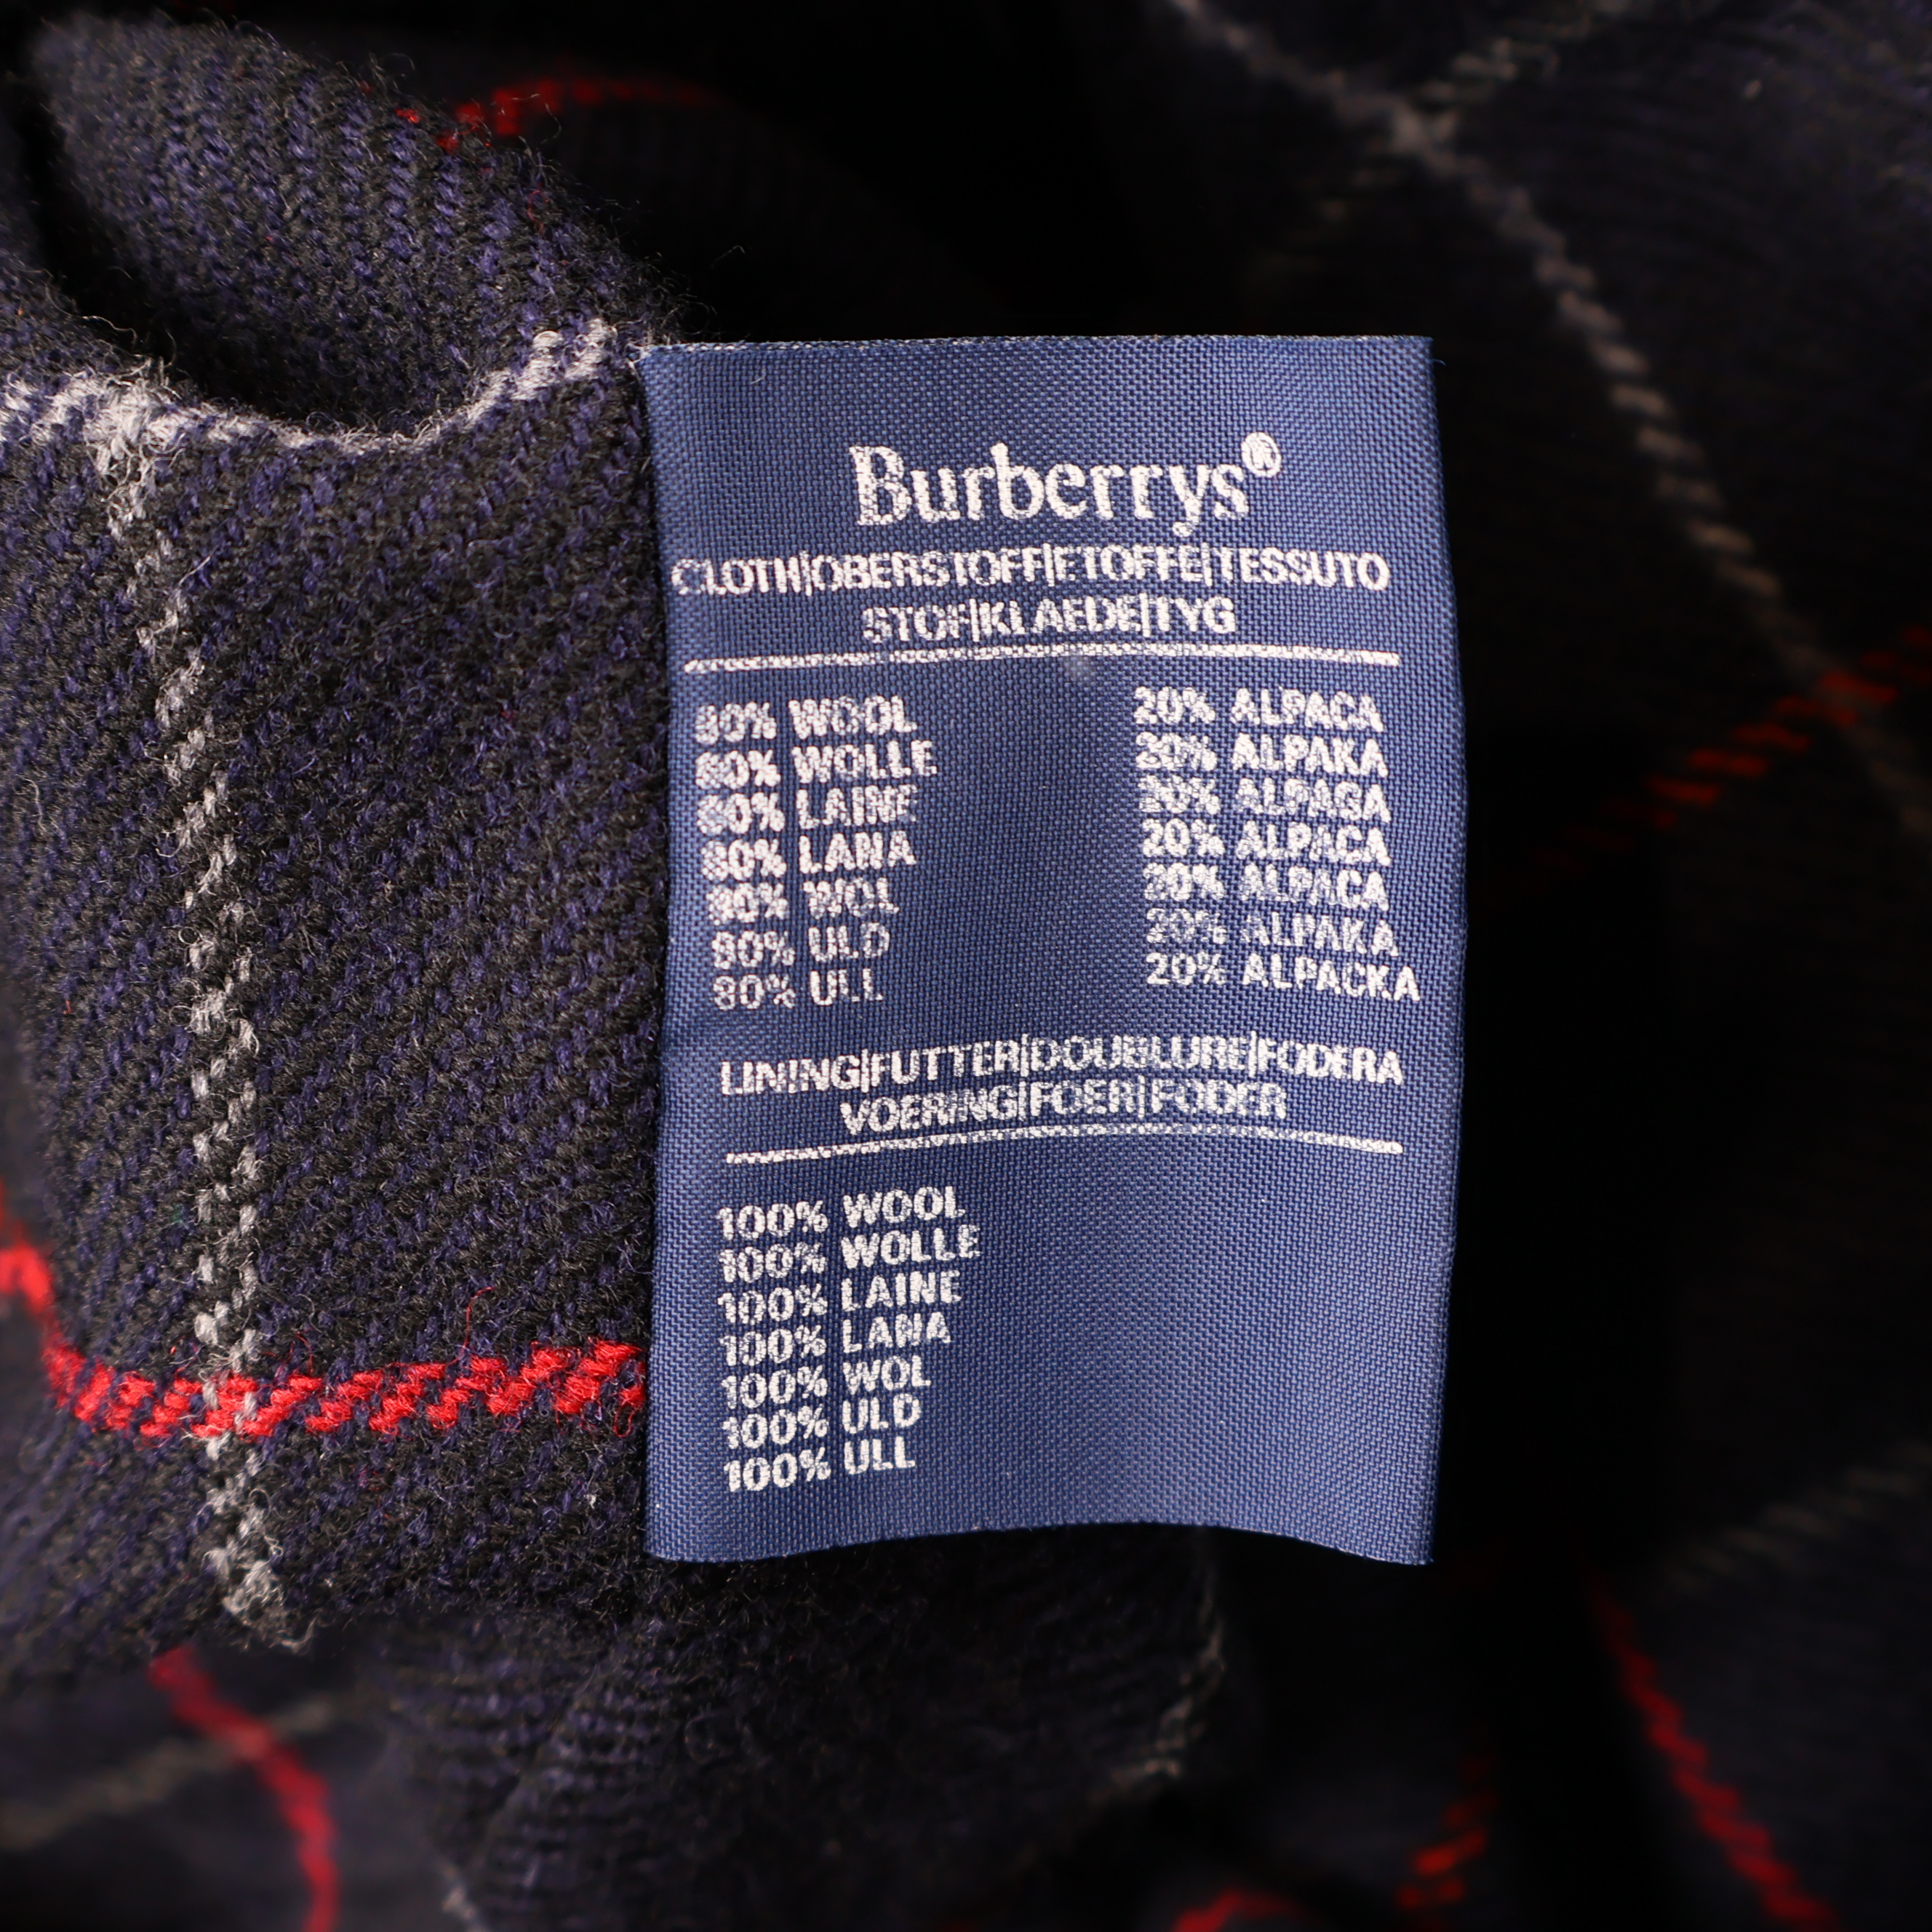 Burberrys®
CLOTH|OBERSTOFF|ETOFFE|TESSUTO
STOF|KLAEDE|TYG
80% WOOL 20% ALPACA
80% WOLLE 20% ALPAKA
80% LAINE 20% ALPAGA
80% LANA 20% ALPACA
80% WOL 20% ALPACA
80% ULD 20% ALPAKA
80% ULL 20% ALPACKA
LINING|FUTTER|DOUBLURE|FODERA
VOERING|FOER|FODER
100% WOOL
100% WOLLE
100% LAINE
100% LANA
100% WOL
100% ULD
100% ULL